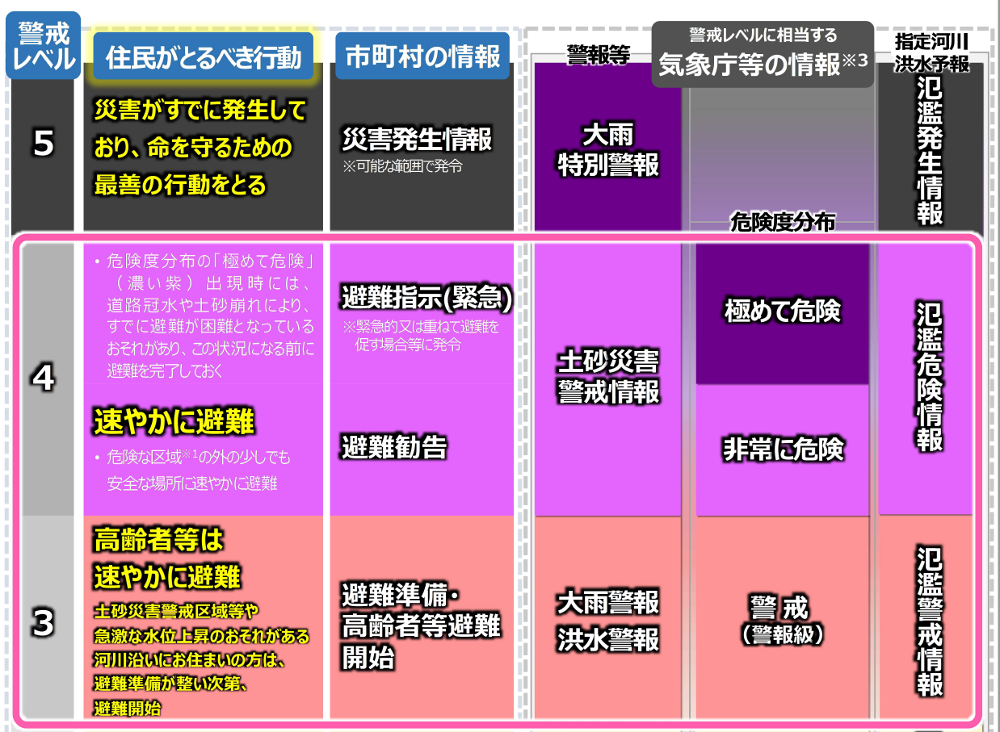 警戒
レベル
住民がとるべき行動
市町村の情報
警報等
警戒レベルに相当する
気象庁等の情報※3
指定河川
洪水予報
5
災害がすでに発生して
おり、命を守るための
最善の行動をとる
災害発生情報
※可能な範囲で発令
大雨
特別警報
危険度分布
氾濫発生情報
4
・危険度分布の「極めて危険」
（濃い紫）出現時には、
道路冠水や土砂崩れにより、
すでに避難が困難となっている
おそれがあり、この状況になる前に
避難を完了しておく
速やかに避難
・危険な区域※1の外の少しでも
安全な場所に速やかに避難
避難指示(緊急)
※緊急的又は重ねて避難を
促す場合等に発令
避難勧告
土砂災害
警戒情報
極めて危険
非常に危険
氾濫危険情報
3
高齢者等は
速やかに避難
土砂災害警戒区域等や
急激な水位上昇のおそれがある
河川沿いにお住まいの方は、
避難準備が整い次第、
避難開始
避難準備・
高齢者等避難
開始
大雨警報
洪水警報
警戒
（警報級）
氾濫警戒情報